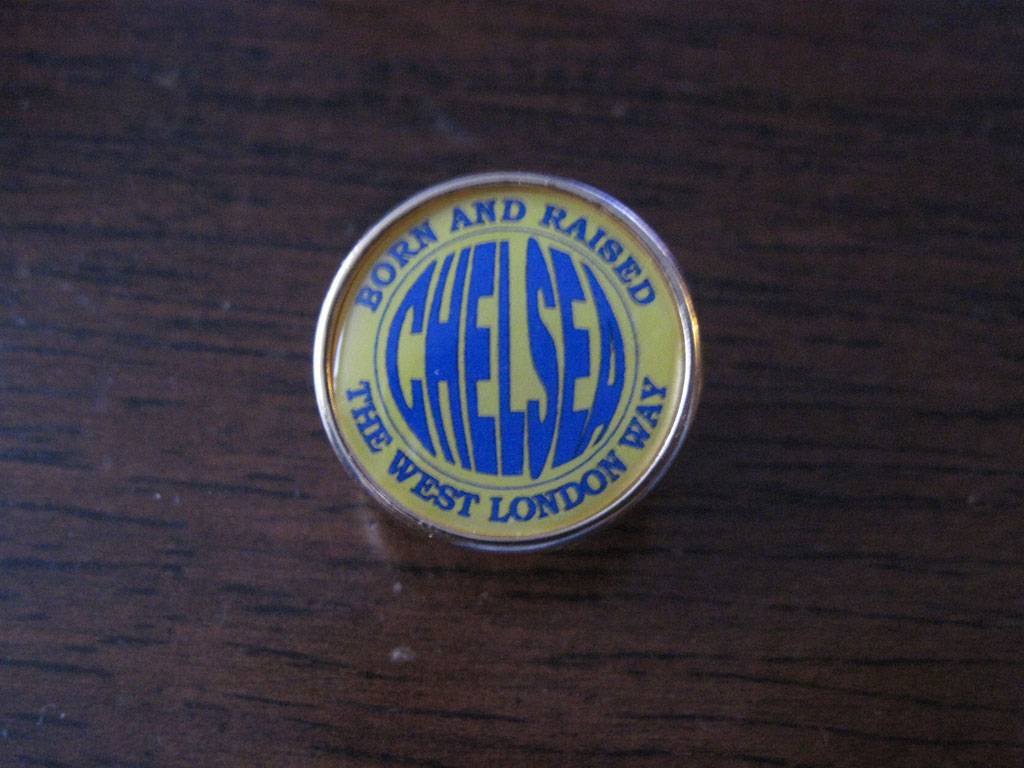 BORN AND RAISED
CHELSEA
THE WEST LONDON WAY